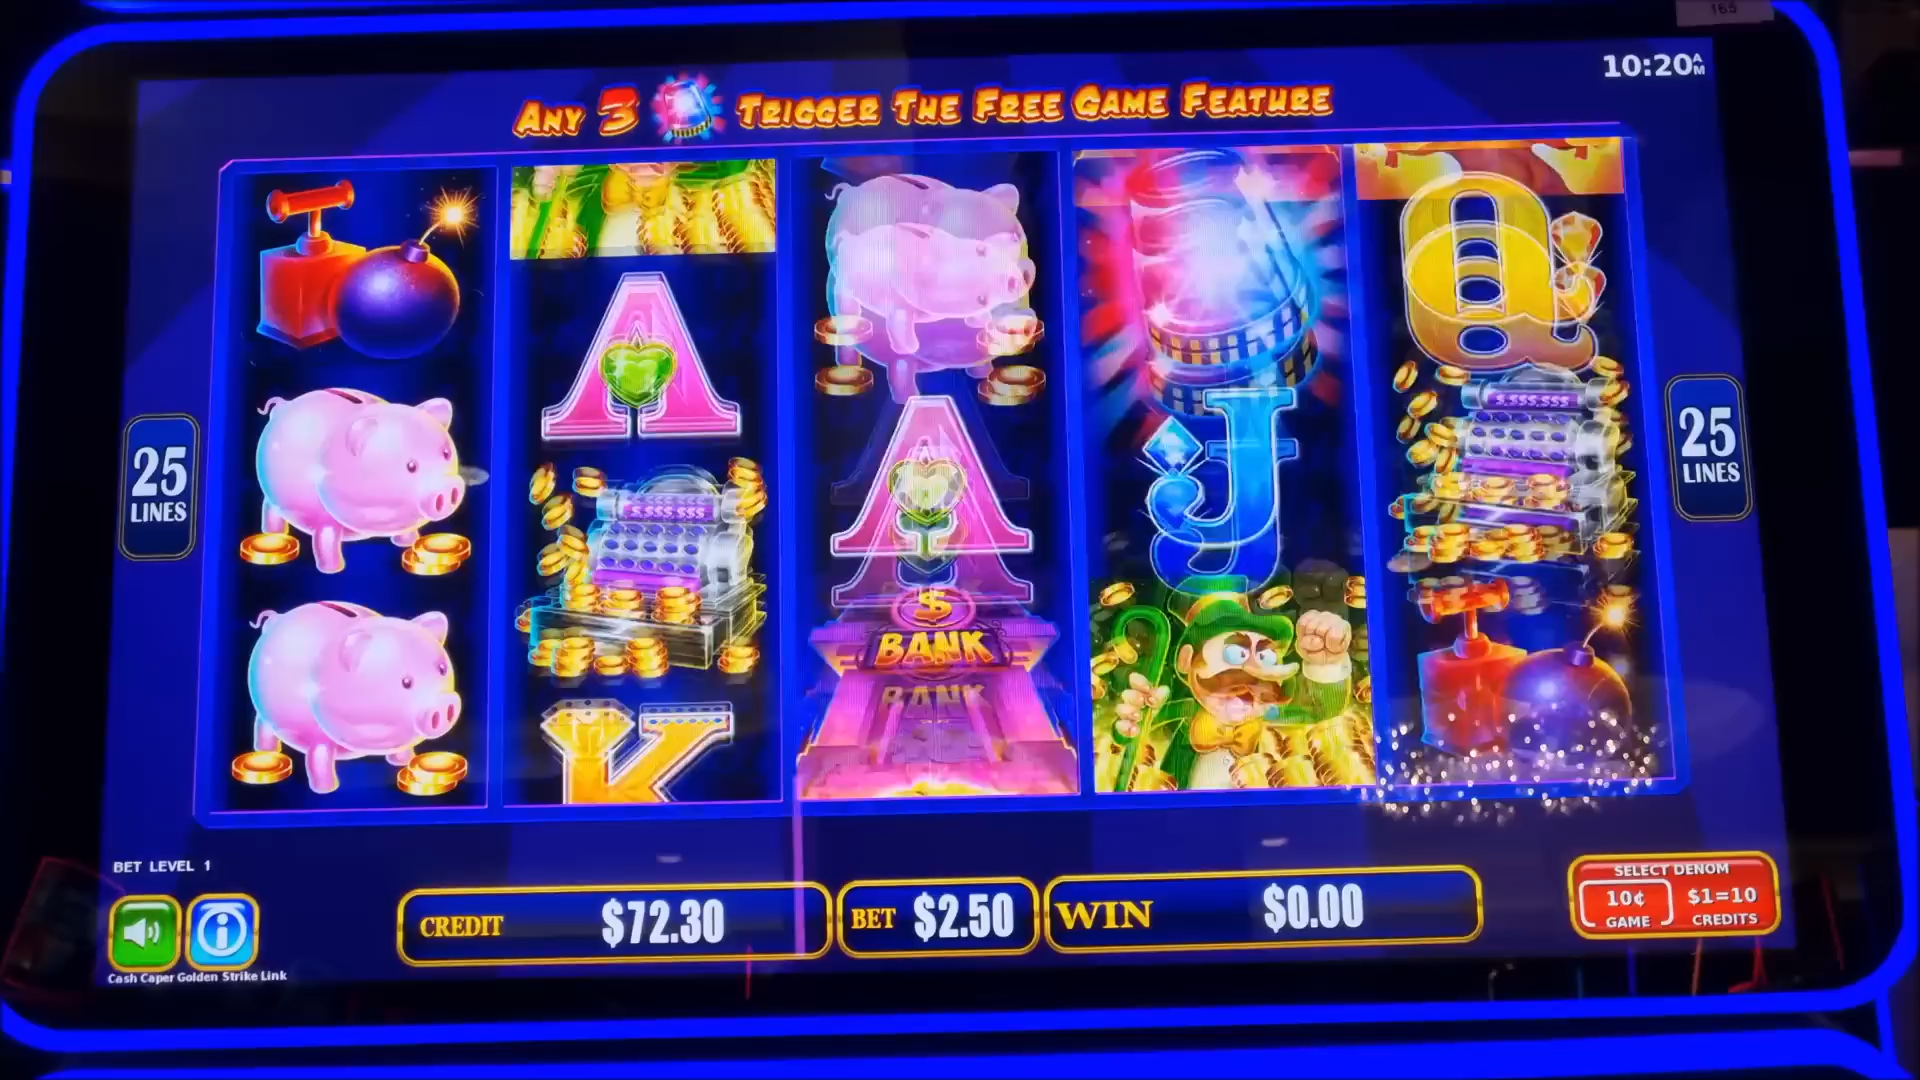 165
10:20AM
ANY 3 TRIGGER THE FREE GAME FEATURE
25
LINES
25
LINES
A
K
A
$
BANK
BANK
J
Q
BET LEVEL 1
CREDIT $72.30
BET $2.50
WIN $0.00
SELECT DENOM
10¢
GAME
$1=10
CREDITS
Cash Caper Golden Strike Link